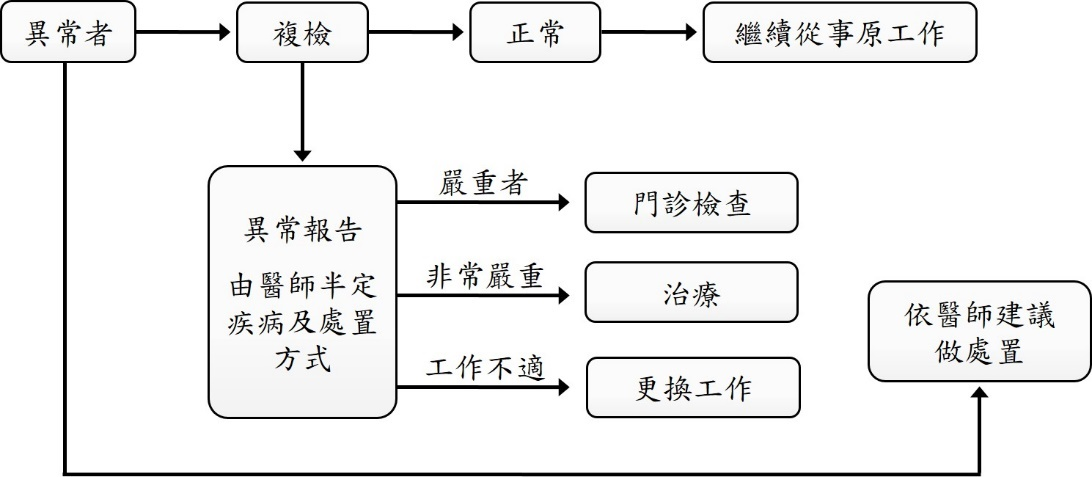 異常者
複檢
正常
繼續從事原工作
異常報告
由醫師半定
疾病及處置
方式
嚴重者
門診檢查
非常嚴重
治療
工作不適
更換工作
依醫師建議
做處置